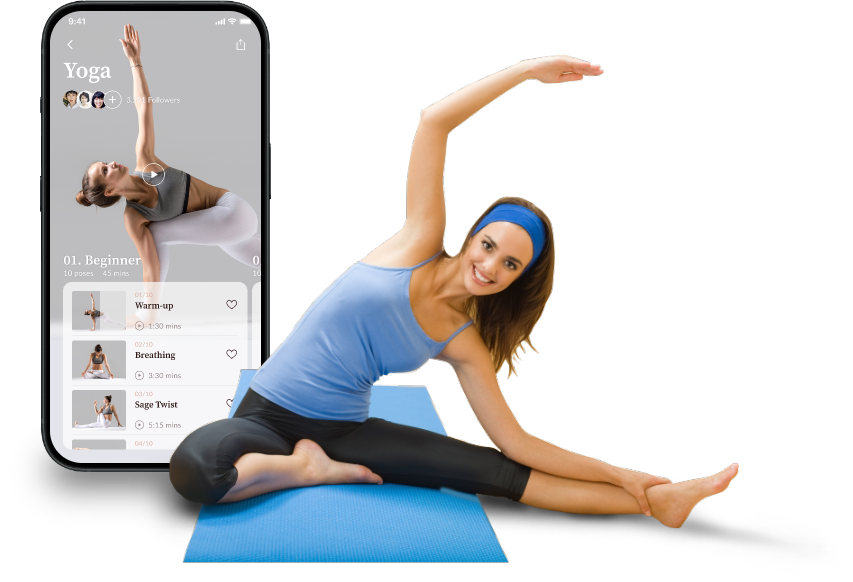 9:41
Yoga
Followers
01. Beginner
10 poses 45 mins
01/10
Warm-up
1:30 mins
02/10
Breathing
3:30 mins
03/10
Sage Twist
5:15 mins
04/10